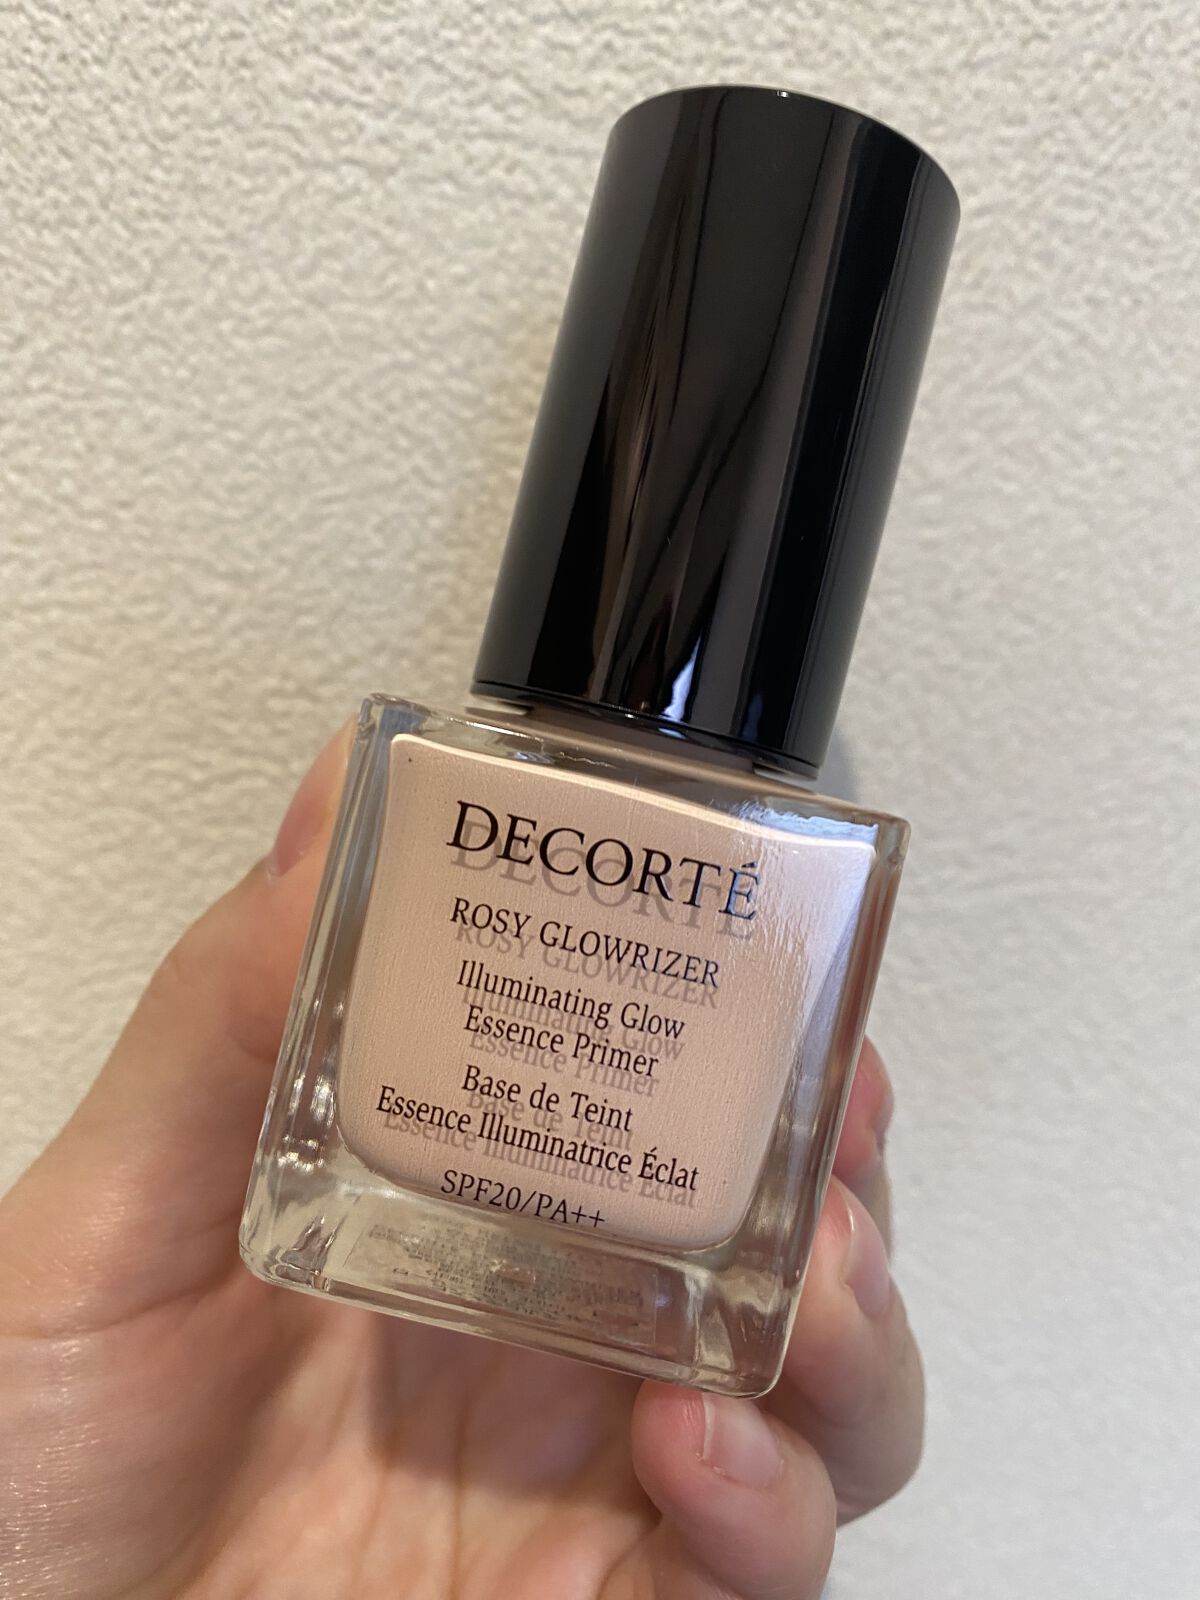 DECORTÉ
ROSY GLOWRIZER
Illuminating Glow
Essence Primer
Base de Teint
Essence Illuminatrice Éclat
SPF20/PA++